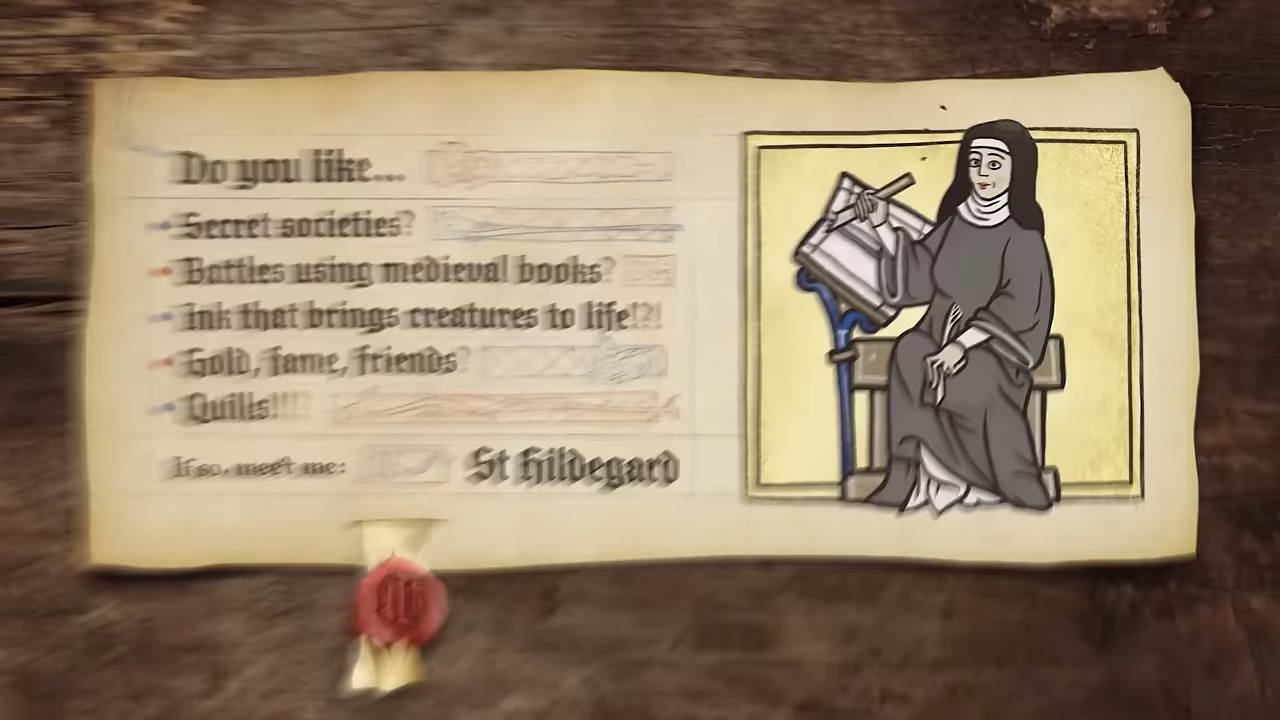 Do you like...
Secret societies?
Battles using medieval books?
Ink that brings creatures to life!?!
Gold, fame, friends?
Quills!!!?
If so, meet me:
St Hildegard